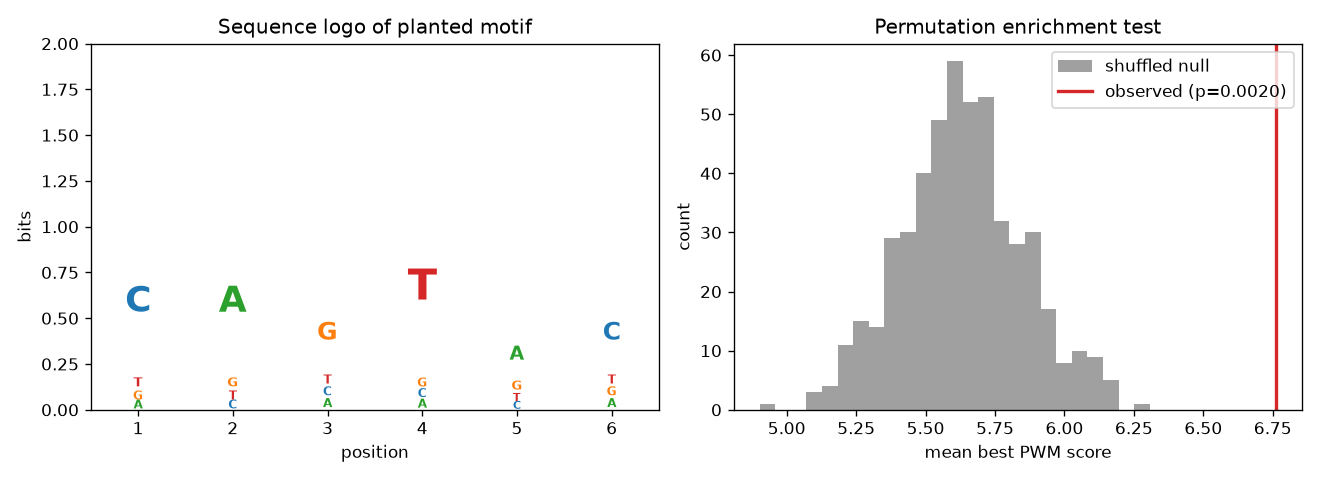 Sequence logo of planted motif
2.00
1.75
1.50
1.25
1.00
0.75
0.50
0.25
0.00
bits
C
T
G
A
A
G
T
C
G
T
C
A
T
G
C
A
A
G
T
C
C
T
G
A
1 2 3 4 5 6
position
Permutation enrichment test
60
50
40
30
20
10
0
count
shuffled null
observed (p=0.0020)
5.00 5.25 5.50 5.75 6.00 6.25 6.50 6.75
mean best PWM score